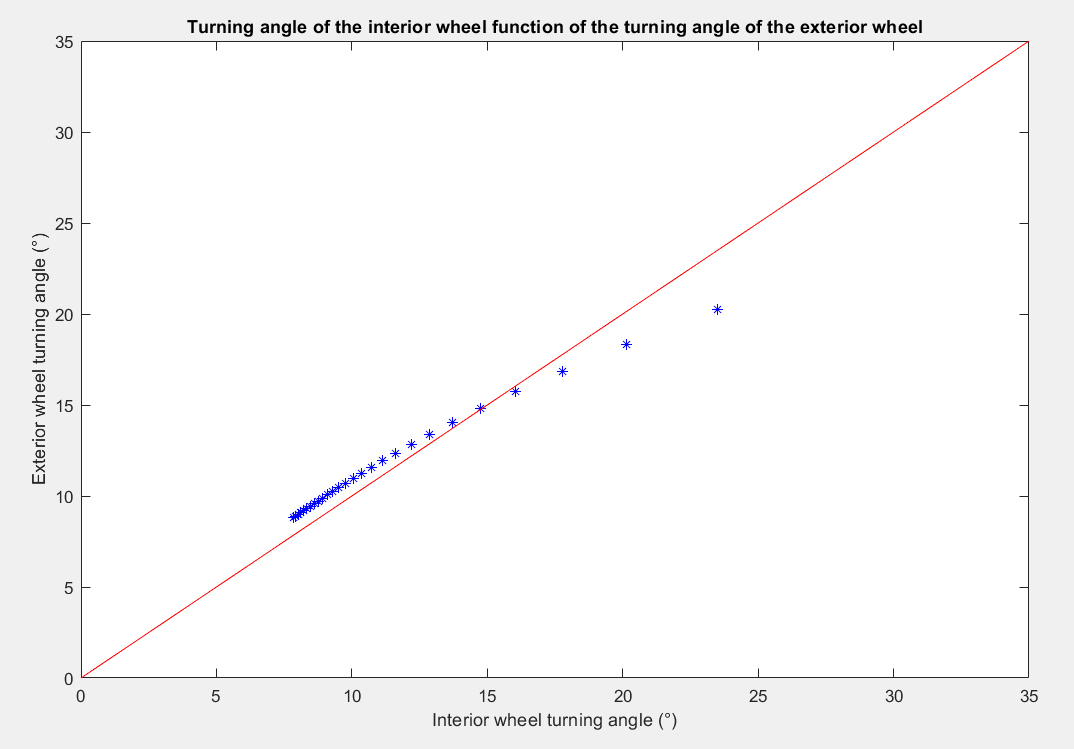 Turning angle of the interior wheel function of the turning angle of the exterior wheel
35
30
25
20
15
10
5
0
Exterior wheel turning angle (°)
0 5 10 15 20 25 30 35
Interior wheel turning angle (°)